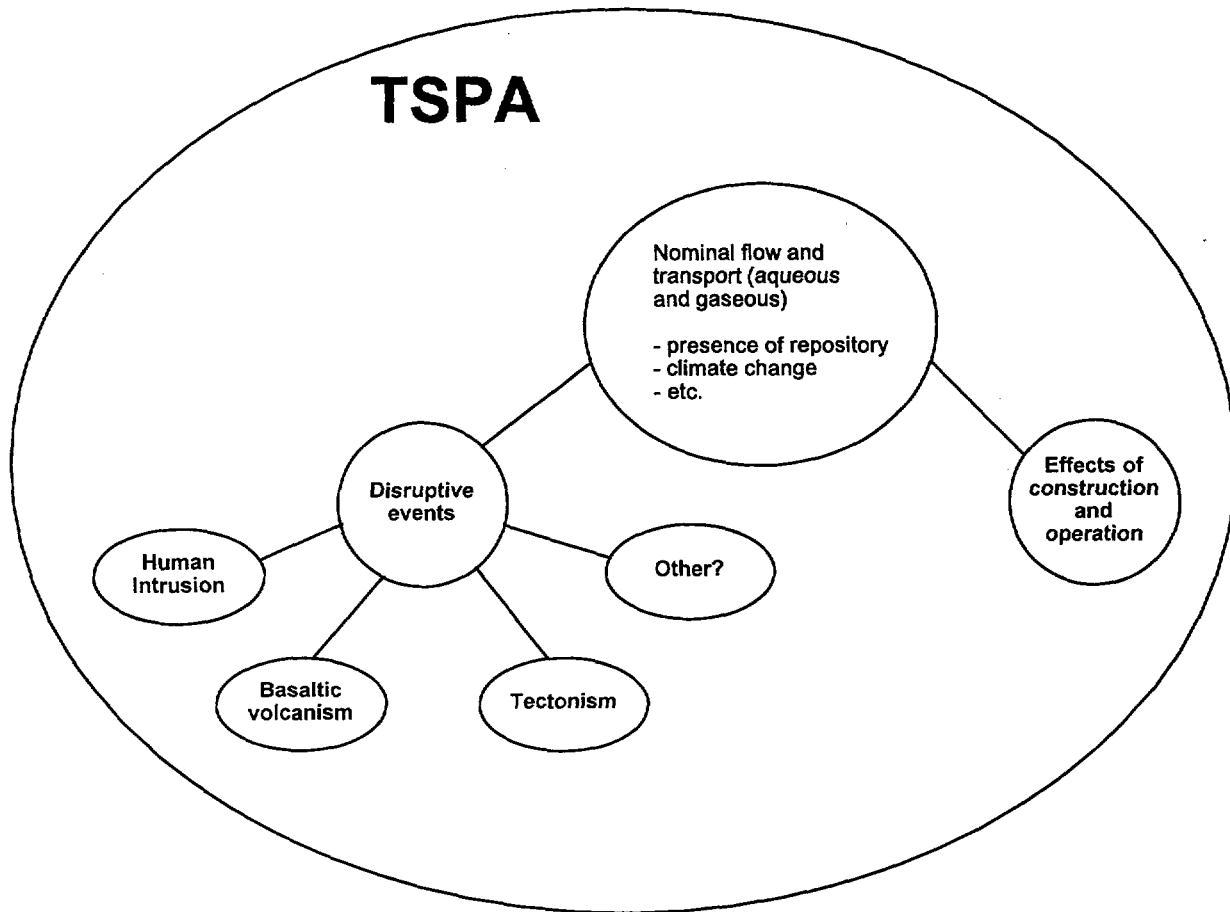 TSPA
Nominal flow and
transport (aqueous
and gaseous)
- presence of repository
- climate change
- etc.
Disruptive
events
Effects of
construction
and
operation
Human
Intrusion
Other?
Basaltic
volcanism
Tectonism